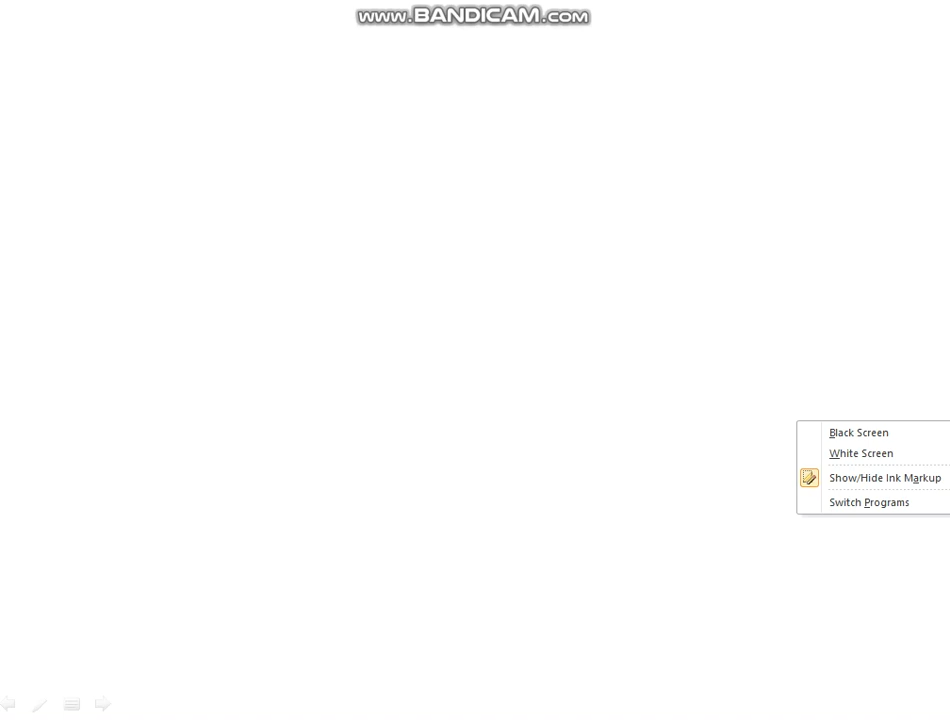 www.BANDICAM.com
Black Screen
White Screen
Show/Hide Ink Markup
Switch Programs